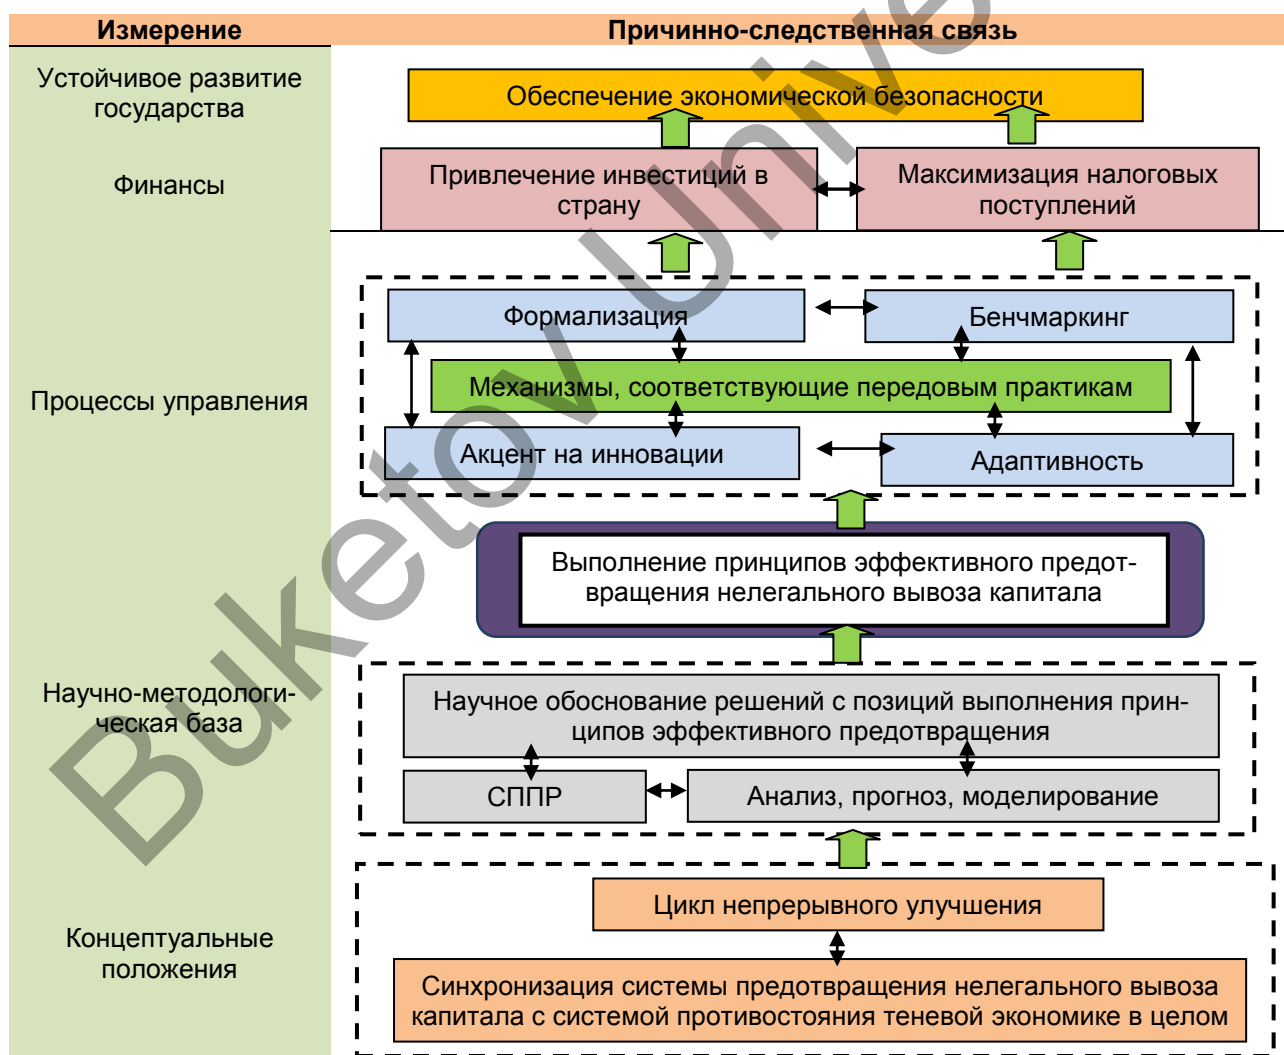 Измерение
Причинно-следственная связь
Устойчивое развитие
государства
Обеспечение экономической безопасности
Финансы
Привлечение инвестиций в
страну
Максимизация налоговых
поступлений
Процессы управления
Формализация
Бенчмаркинг
Механизмы, соответствующие передовым практикам
Акцент на инновации
Адаптивность
Выполнение принципов эффективного предот-
вращения нелегального вывоза капитала
Научно-методологи-
ческая база
Научное обоснование решений с позиций выполнения прин-
ципов эффективного предотвращения
СППР
Анализ, прогноз, моделирование
Концептуальные
положения
Цикл непрерывного улучшения
Синхронизация системы предотвращения нелегального вывоза
капитала с системой противостояния теневой экономике в целом
Buketov Unive